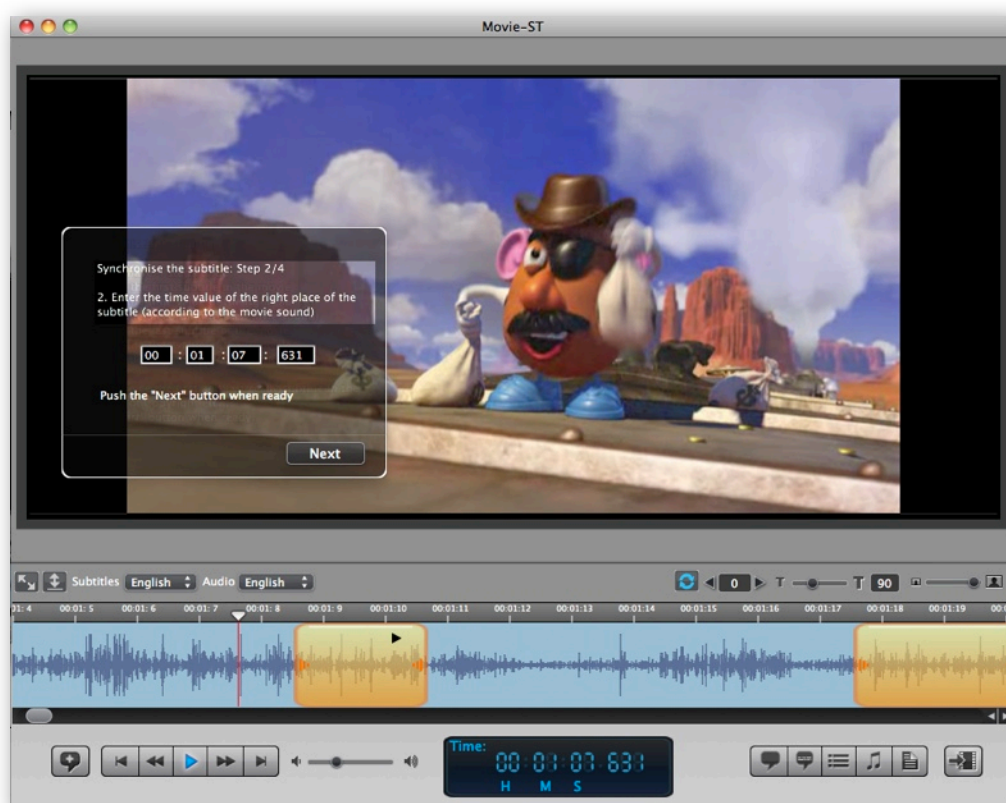 Movie-ST
Synchronise the subtitle: Step 2/4
2. Enter the time value of the right place of the
subtitle (according to the movie sound)
00 : 01 : 07 : 631
Push the "Next" button when ready
Next
Subtitles English Audio English 0 T T 90
01: 4 00:01: 5 00:01: 6 00:01: 7 00:01: 8 00:01: 9 00:01:10 00:01:11 00:01:12 00:01:13 00:01:14 00:01:15 00:01:16 00:01:17 00:01:18 00:01:19
Time:
00:01:07:631
H M S